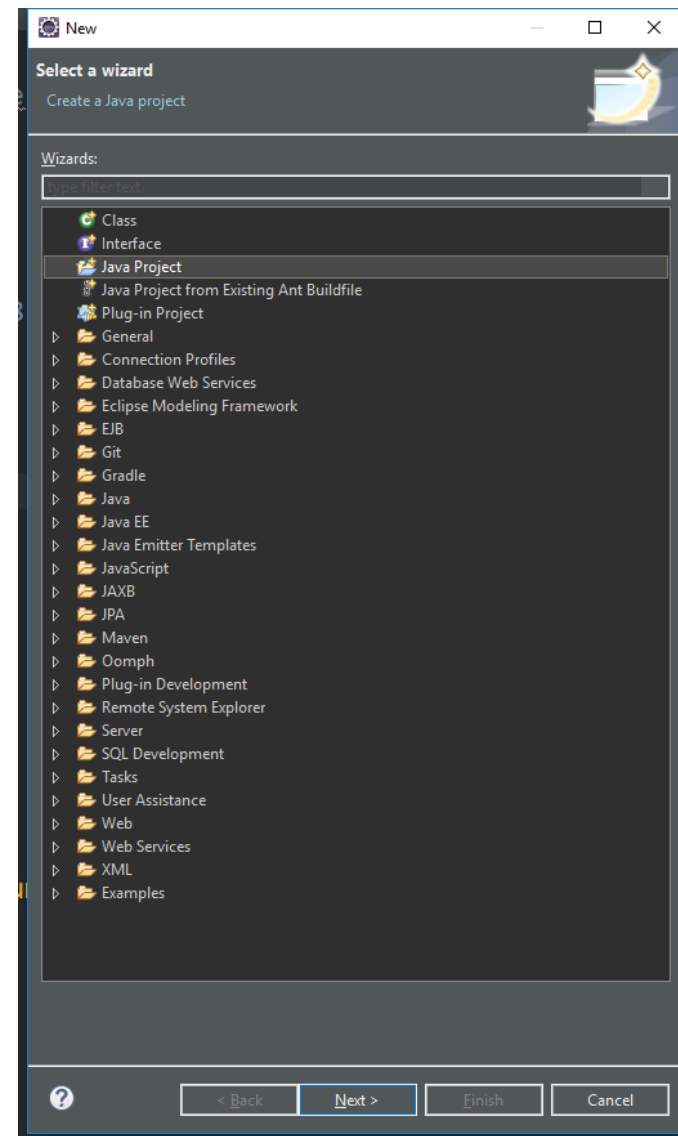 New
Select a wizard
Create a Java project
Wizards:
type filter text
Class
Interface
Java Project
Java Project from Existing Ant Buildfile
Plug-in Project
General
Connection Profiles
Database Web Services
Eclipse Modeling Framework
EJB
Git
Gradle
Java
Java EE
Java Emitter Templates
JavaScript
JAXB
JPA
Maven
Oomph
Plug-in Development
Remote System Explorer
Server
SQL Development
Tasks
User Assistance
Web
Web Services
XML
Examples
? < Back Next > Finish Cancel